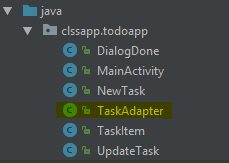 java
clssapp.todoapp
DialogDone
MainActivity
NewTask
TaskAdapter
TaskItem
UpdateTask